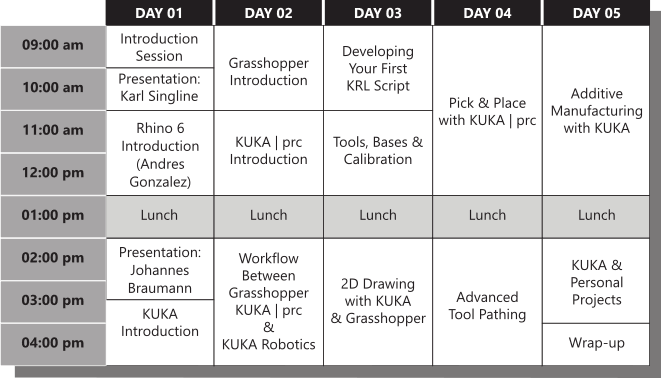 DAY 01 DAY 02 DAY 03 DAY 04 DAY 05
09:00 am
10:00 am
11:00 am
12:00 pm
01:00 pm
02:00 pm
03:00 pm
04:00 pm
Introduction
Session
Presentation:
Karl Singline
Rhino 6
Introduction
(Andres
Gonzalez)
Lunch
Presentation:
Johannes
Braumann
KUKA
Introduction
Grasshopper
Introduction
KUKA | prc
Introduction
Lunch
Workflow
Between
Grasshopper
KUKA | prc
&
KUKA Robotics
Developing
Your First
KRL Script
Tools, Bases &
Calibration
Lunch
2D Drawing
with KUKA
& Grasshopper
Pick & Place
with KUKA | prc
Lunch
Advanced
Tool Pathing
Additive
Manufacturing
with KUKA
Lunch
KUKA &
Personal
Projects
Wrap-up